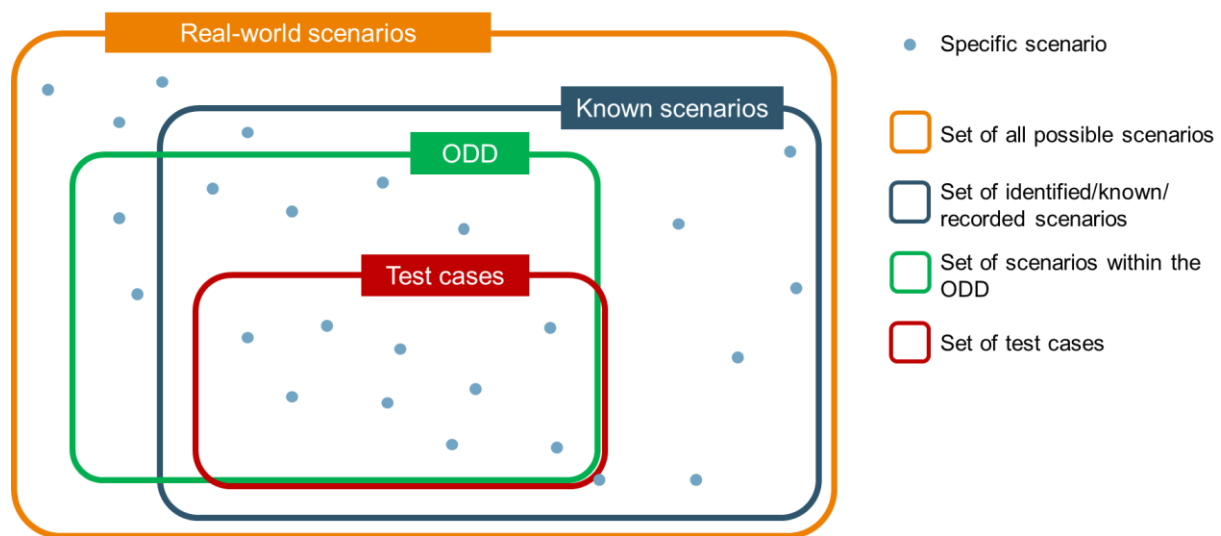 Real-world scenarios
Known scenarios
ODD
Test cases
Specific scenario
Set of all possible scenarios
Set of identified/known/
recorded scenarios
Set of scenarios within the
ODD
Set of test cases